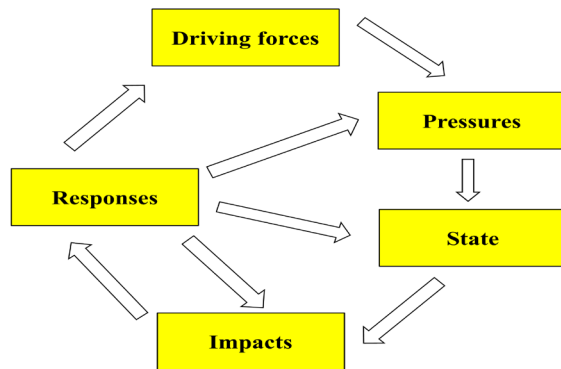 Driving forces
Pressures
Responses
State
Impacts